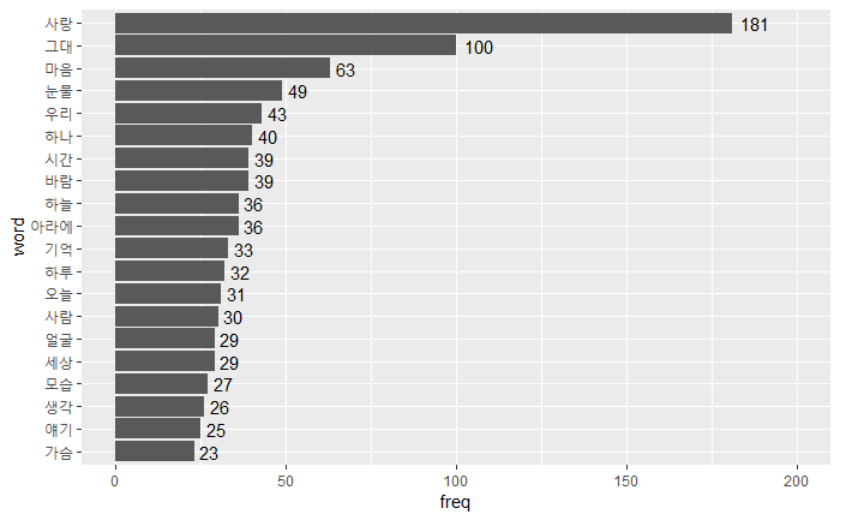 사랑 181
그대 100
마음 63
눈물 49
우리 43
하나 40
시간 39
바람 39
하늘 36
아라에 36
기억 33
하루 32
오늘 31
사람 30
얼굴 29
세상 29
모습 27
생각 26
얘기 25
가슴 23
word
0 50 100 150 200
freq